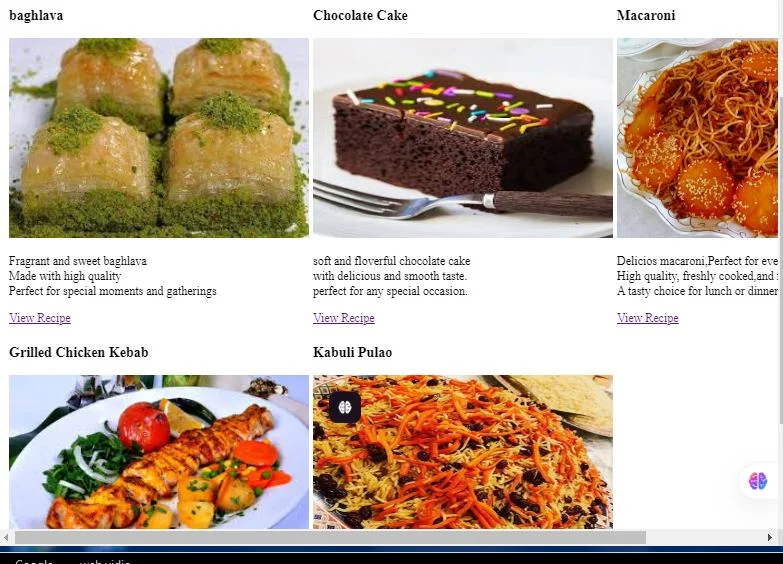 baghlava
Fragrant and sweet baghlava
Made with high quality
Perfect for special moments and gatherings
View Recipe
Chocolate Cake
soft and floverful chocolate cake
with delicious and smooth taste.
perfect for any special occasion.
View Recipe
Macaroni
Delicios macaroni,Perfect for eve
High quality, freshly cooked,and
A tasty choice for lunch or dinner
View Recipe
Grilled Chicken Kebab
Kabuli Pulao